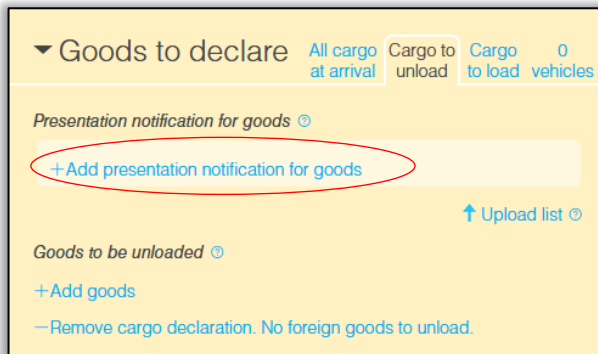 Goods to declare
All cargo at arrival
Cargo to unload
Cargo to load
0 vehicles
Presentation notification for goods ?
+Add presentation notification for goods
Upload list ?
Goods to be unloaded ?
+Add goods
−Remove cargo declaration. No foreign goods to unload.